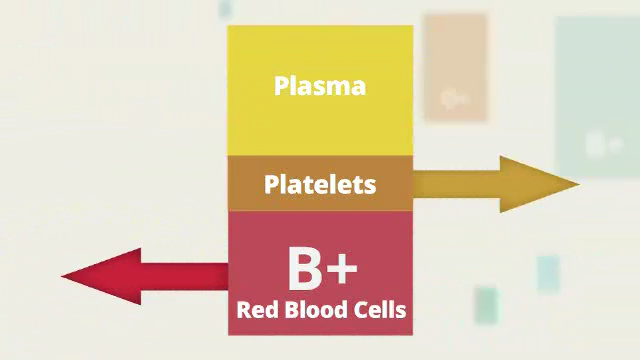 Plasma
Platelets
B+
Red Blood Cells
B+